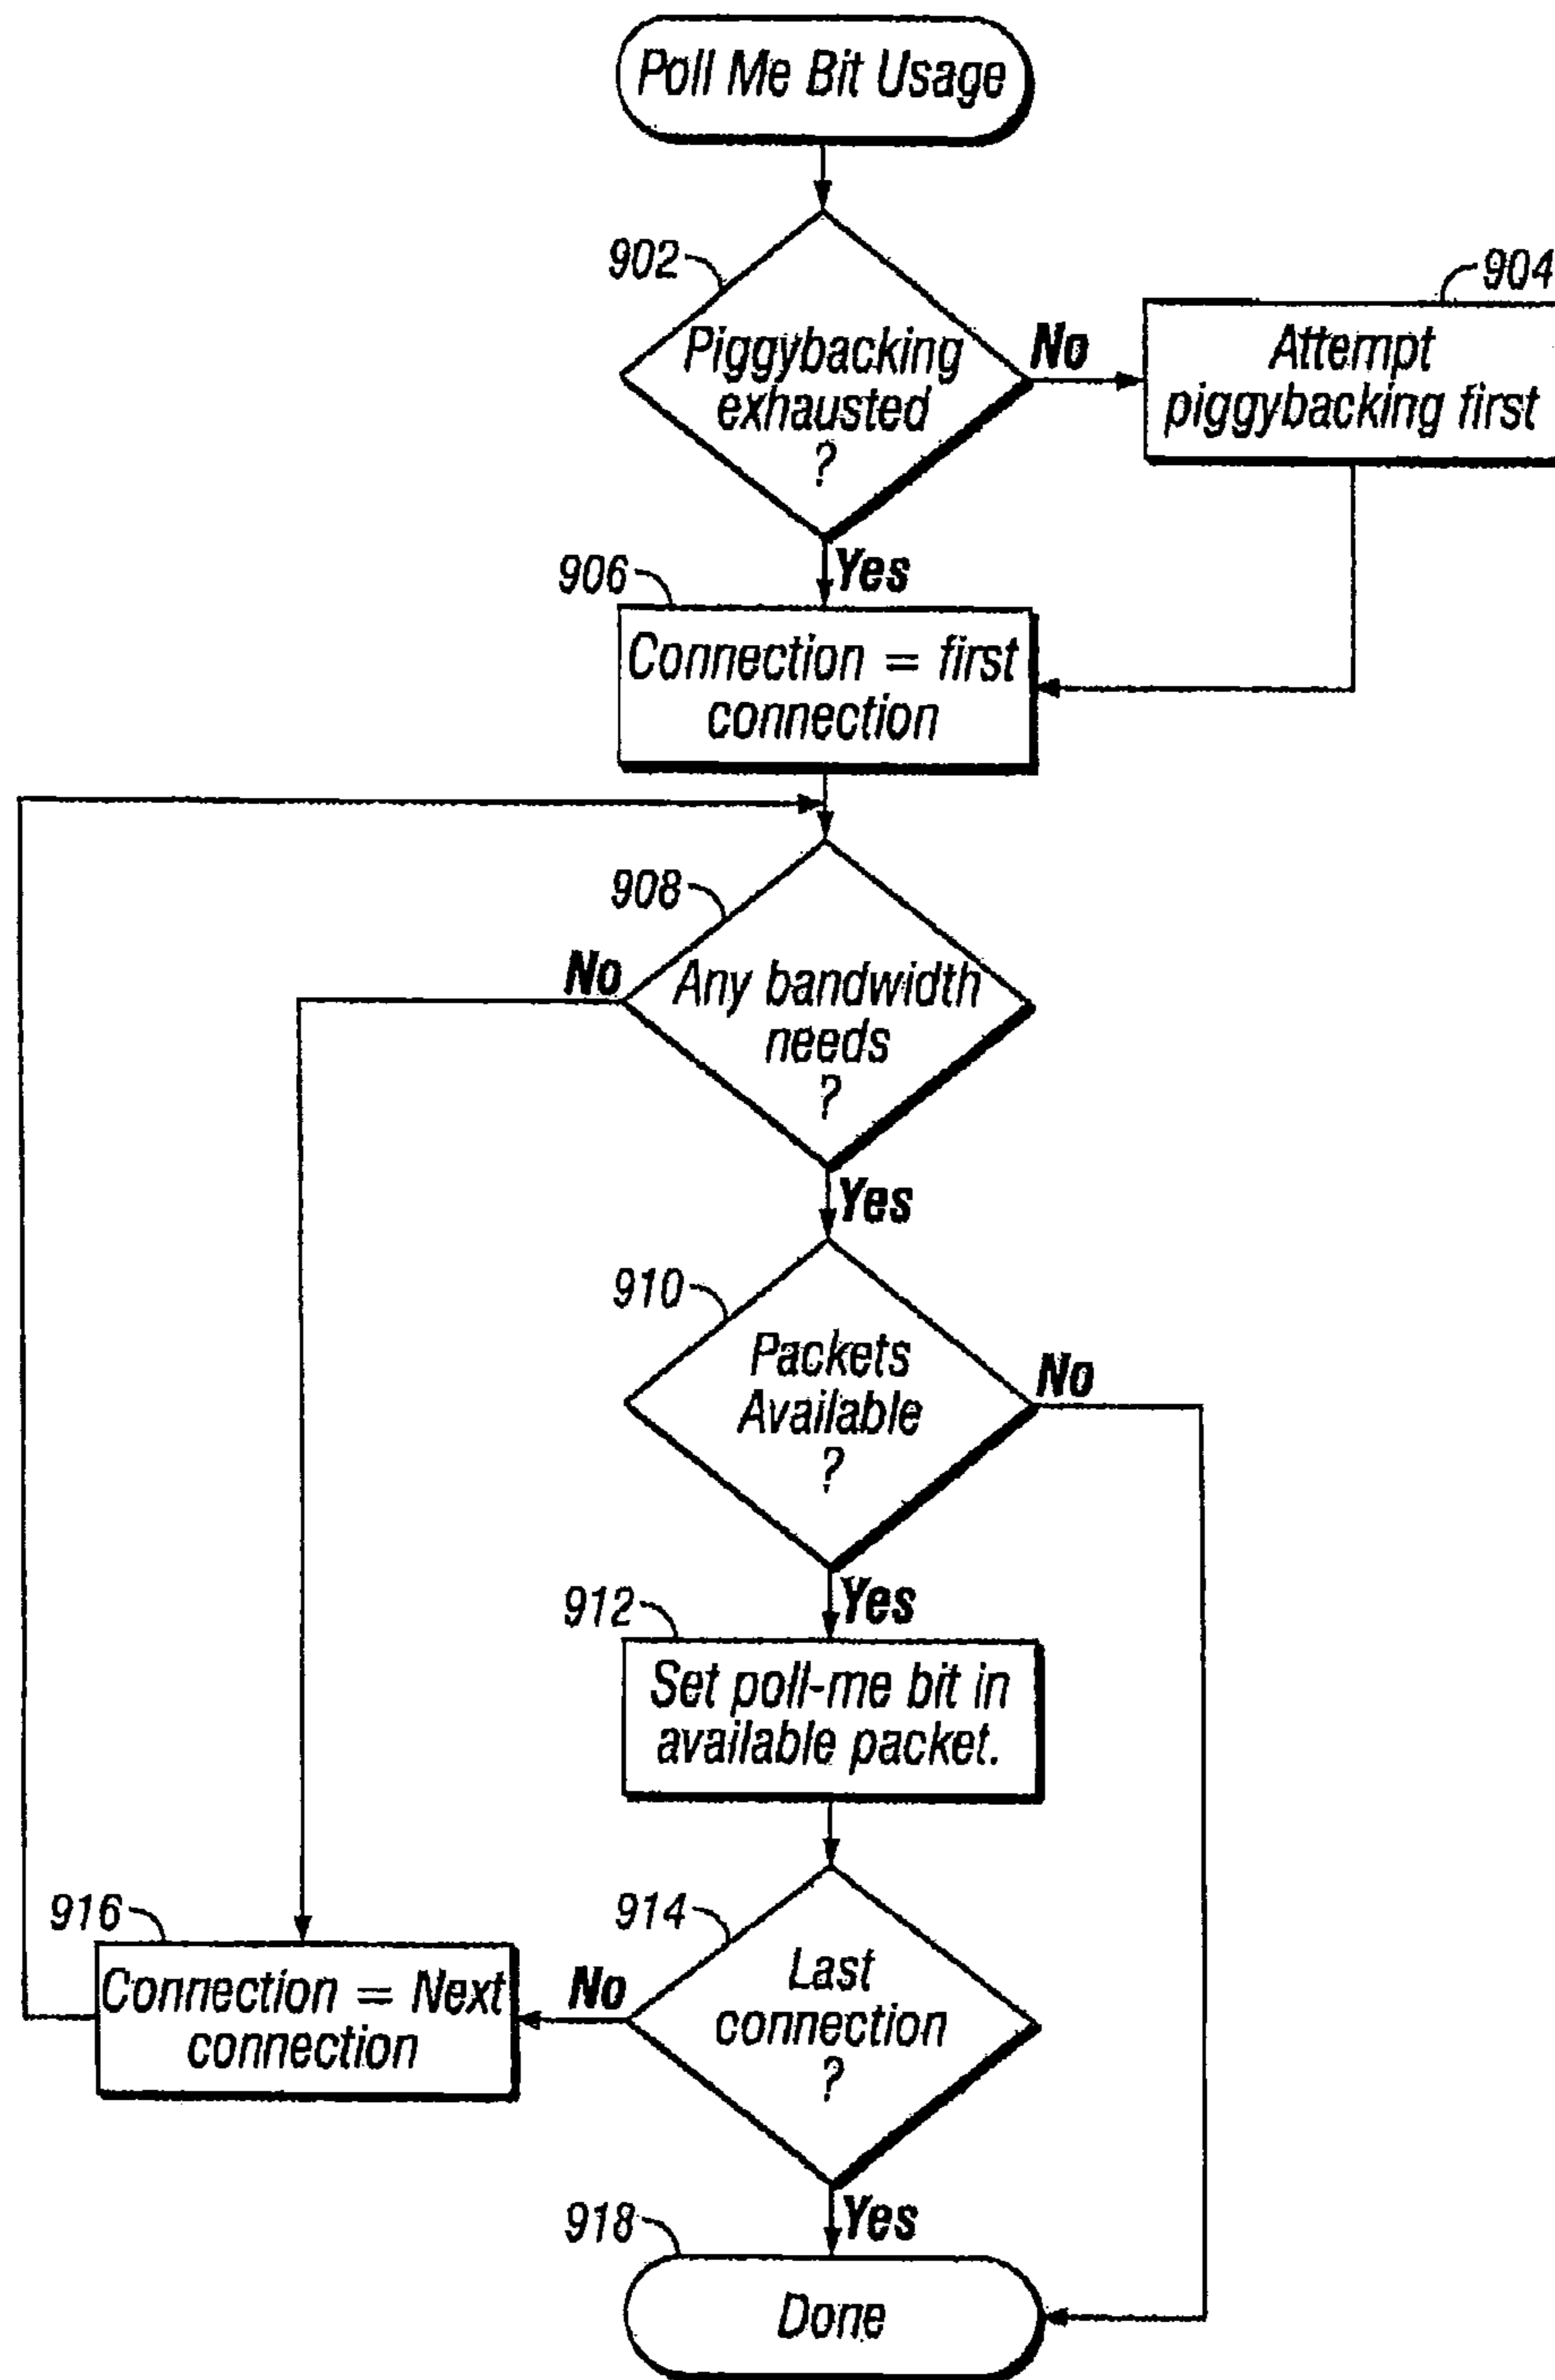 Poll Me Bit Usage
902
904
Piggybacking
exhausted
?
No
Attempt
piggybacking first
Yes
906
Connection = first
connection
908
No
Any bandwidth
needs
?
Yes
910
Packets
Available
?
No
Yes
912
Set poll-me bit in
available packet.
916
914
Connection = Next
connection
No
Last
connection
?
Yes
918
Done